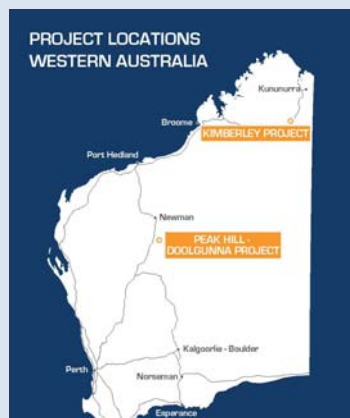 PROJECT LOCATIONS
WESTERN AUSTRALIA
Kununurra
Broome
KIMBERLEY PROJECT
Port Hedland
Newman
PEAK HILL -
DOOLGUNNA PROJECT
Kalgoorlie - Boulder
Perth
Norseman
Esperance